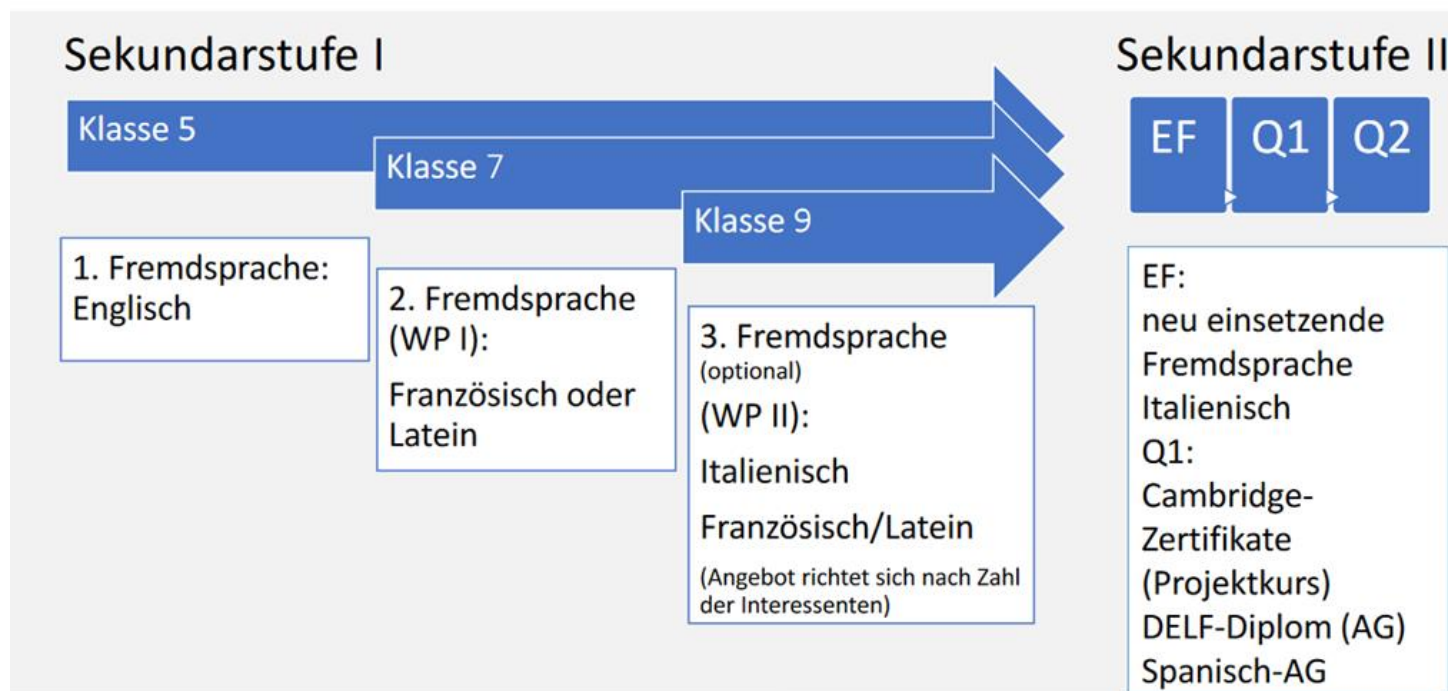 Sekundarstufe I
Klasse 5
Klasse 7
Klasse 9
1. Fremdsprache:
Englisch
2. Fremdsprache
(WP I):
Französisch oder
Latein
3. Fremdsprache
(optional)
(WP II):
Italienisch
Französisch/Latein
(Angebot richtet sich nach Zahl
der Interessenten)
Sekundarstufe II
EF Q1 Q2
EF:
neu einsetzende
Fremdsprache
Italienisch
Q1:
Cambridge-
Zertifikate
(Projektkurs)
DELF-Diplom (AG)
Spanisch-AG